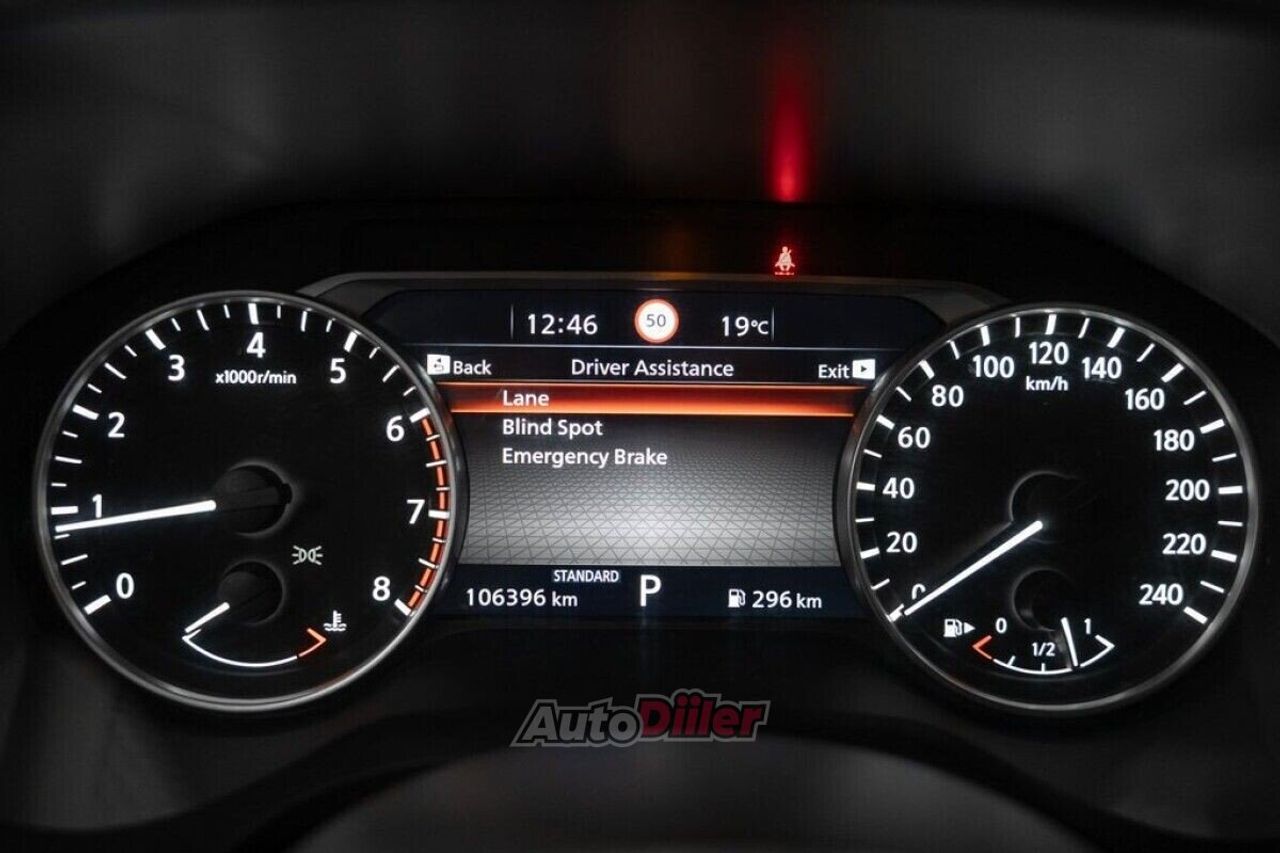 12:46 50 19°C
Back Driver Assistance Exit
Lane
Blind Spot
Emergency Brake
STANDARD
106396 km P 296 km
0 1 2 3 4 5 6 7 8
x1000r/min
0 20 40 60 80 100 120 140 160 180 200 220 240
km/h
0 1/2 1
AutoDiiler